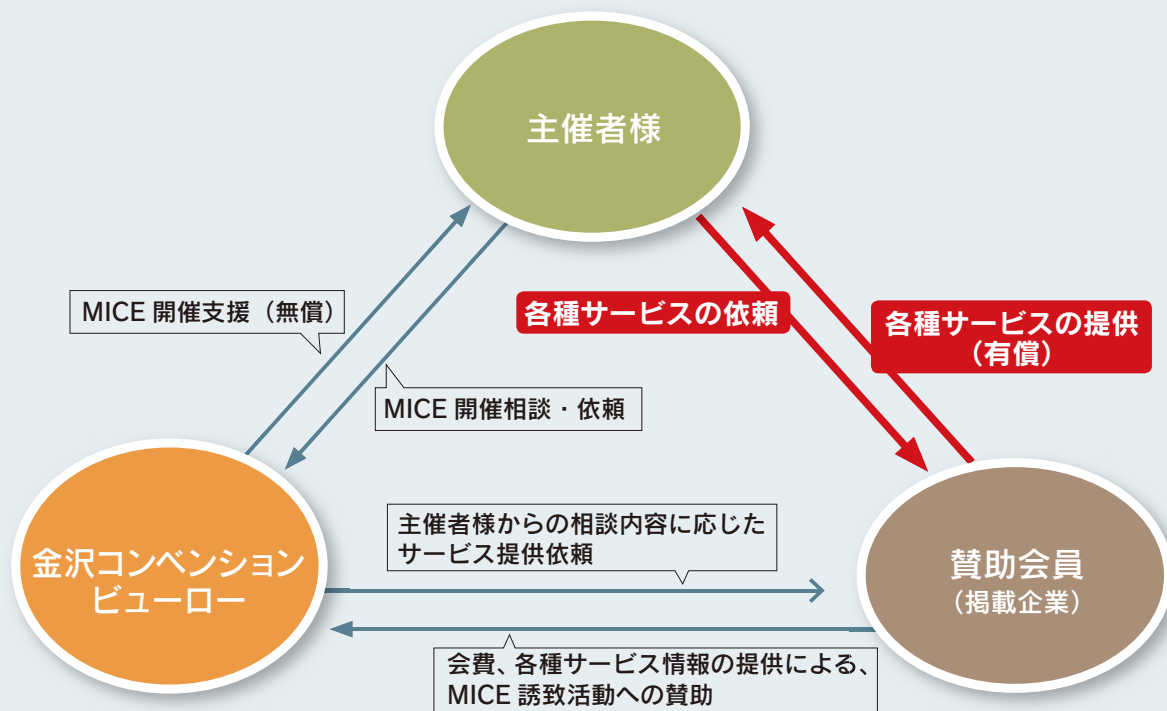 主催者様
MICE 開催支援（無償）
各種サービスの依頼
各種サービスの提供
（有償）
MICE 開催相談・依頼
金沢コンベンション
ビューロー
主催者様からの相談内容に応じた
サービス提供依頼
賛助会員
（掲載企業）
会費、各種サービス情報の提供による、
MICE 誘致活動への賛助